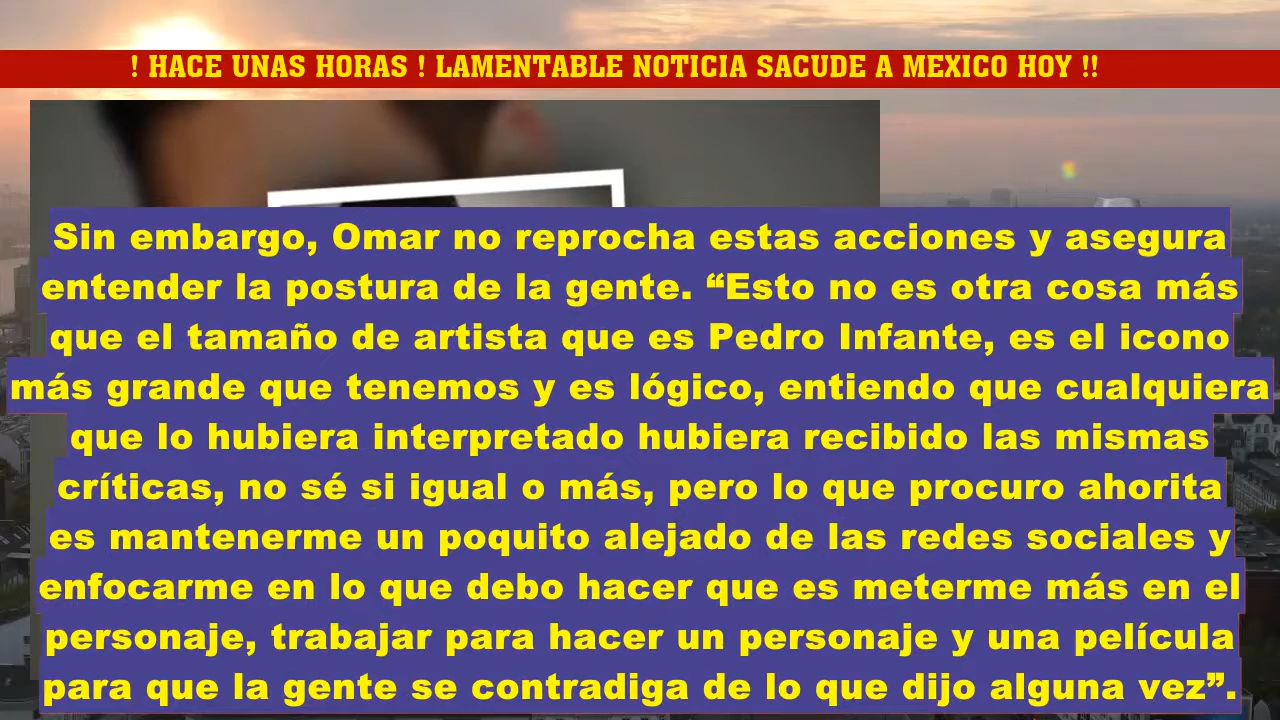 ! HACE UNAS HORAS ! LAMENTABLE NOTICIA SACUDE A MEXICO HOY !!
Sin embargo, Omar no reprocha estas acciones y asegura
entender la postura de la gente. “Esto no es otra cosa más
que el tamaño de artista que es Pedro Infante, es el icono
más grande que tenemos y es lógico, entiendo que cualquiera
que lo hubiera interpretado hubiera recibido las mismas
críticas, no sé si igual o más, pero lo que procuro ahorita
es mantenerme un poquito alejado de las redes sociales y
enfocarme en lo que debo hacer que es meterme más en el
personaje, trabajar para hacer un personaje y una película
para que la gente se contradiga de lo que dijo alguna vez”.